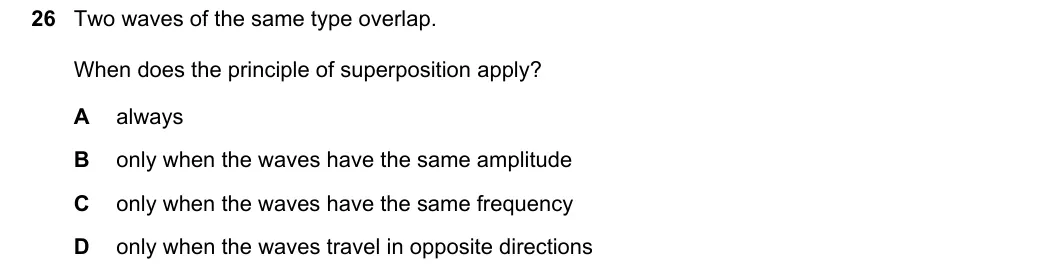 26 Two waves of the same type overlap.
When does the principle of superposition apply?
A always
B only when the waves have the same amplitude
C only when the waves have the same frequency
D only when the waves travel in opposite directions